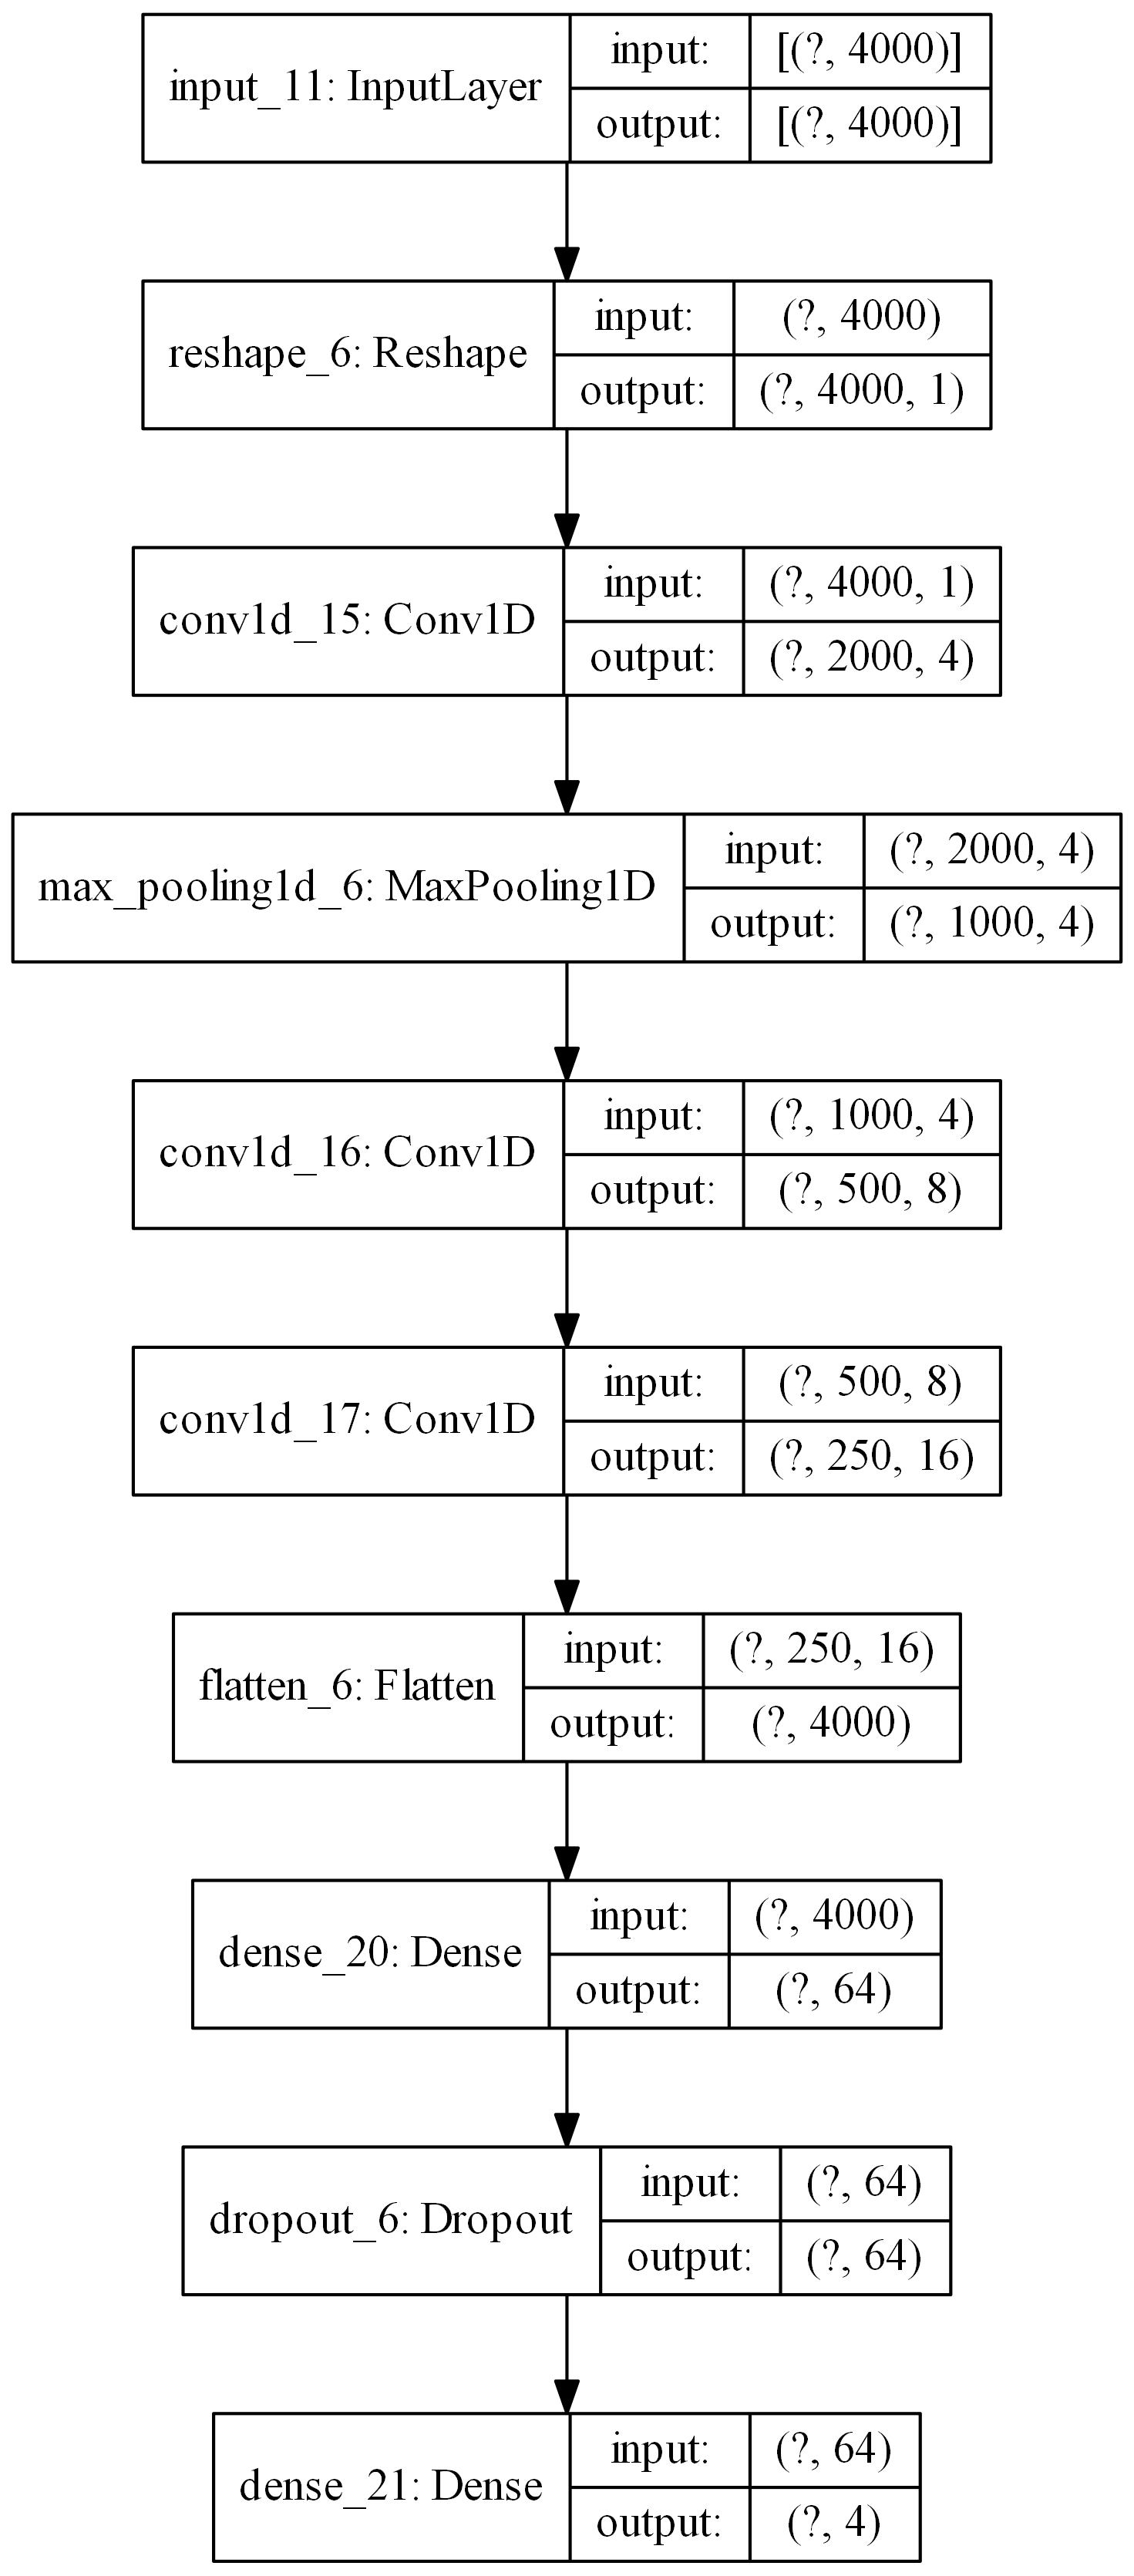 input_11: InputLayer
input: [(?, 4000)]
output: [(?, 4000)]
reshape_6: Reshape
input: (?, 4000)
output: (?, 4000, 1)
conv1d_15: Conv1D
input: (?, 4000, 1)
output: (?, 2000, 4)
max_pooling1d_6: MaxPooling1D
input: (?, 2000, 4)
output: (?, 1000, 4)
conv1d_16: Conv1D
input: (?, 1000, 4)
output: (?, 500, 8)
conv1d_17: Conv1D
input: (?, 500, 8)
output: (?, 250, 16)
flatten_6: Flatten
input: (?, 250, 16)
output: (?, 4000)
dense_20: Dense
input: (?, 4000)
output: (?, 64)
dropout_6: Dropout
input: (?, 64)
output: (?, 64)
dense_21: Dense
input: (?, 64)
output: (?, 4)